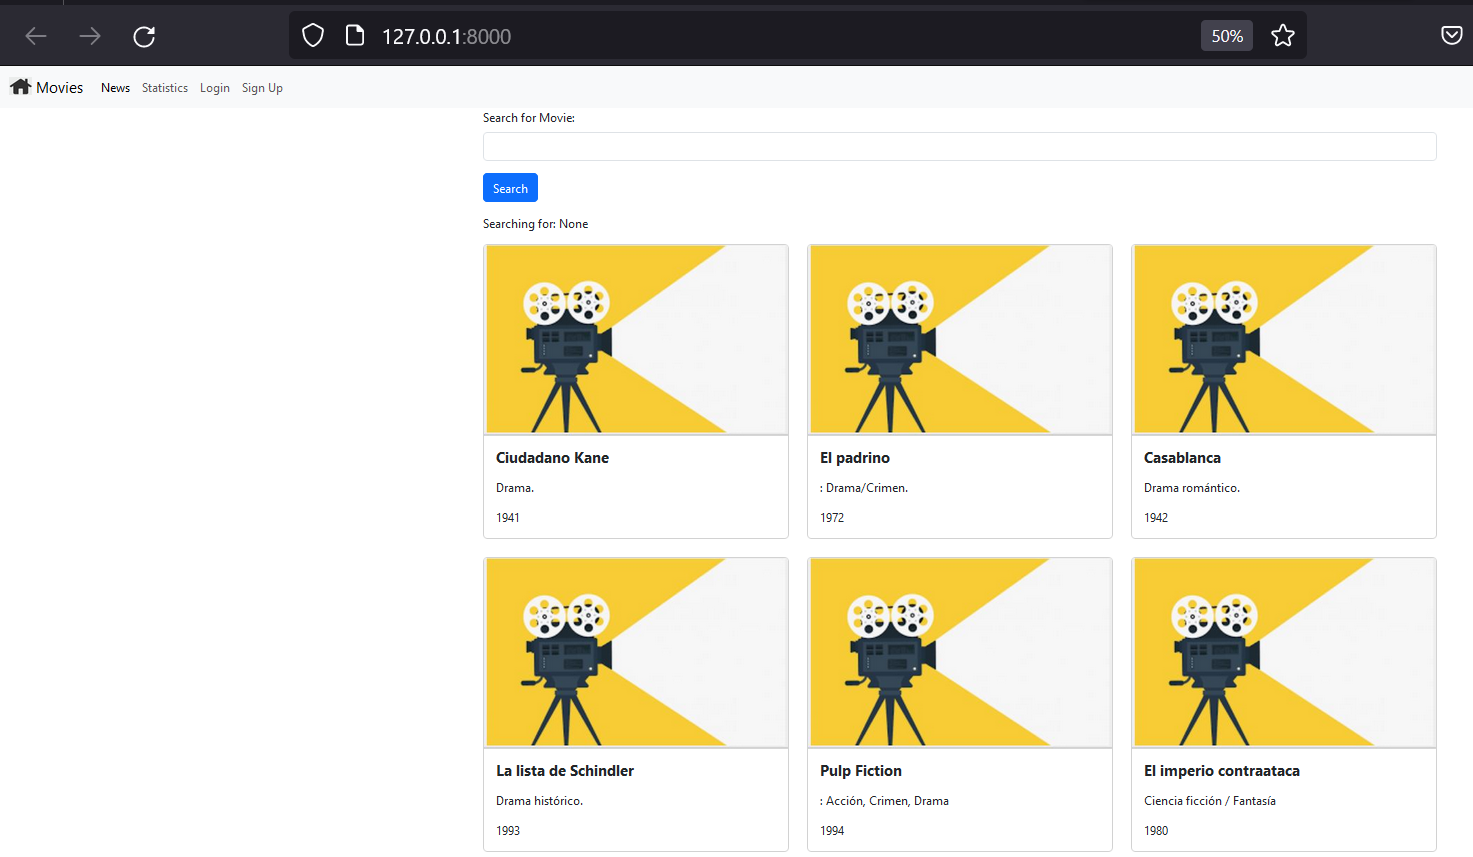 127.0.0.1:8000
50%
Movies News Statistics Login Sign Up
Search for Movie:
Search
Searching for: None
Ciudadano Kane
Drama.
1941
El padrino
: Drama/Crimen.
1972
Casablanca
Drama romántico.
1942
La lista de Schindler
Drama histórico.
1993
Pulp Fiction
: Acción, Crimen, Drama
1994
El imperio contraataca
Ciencia ficción / Fantasía
1980